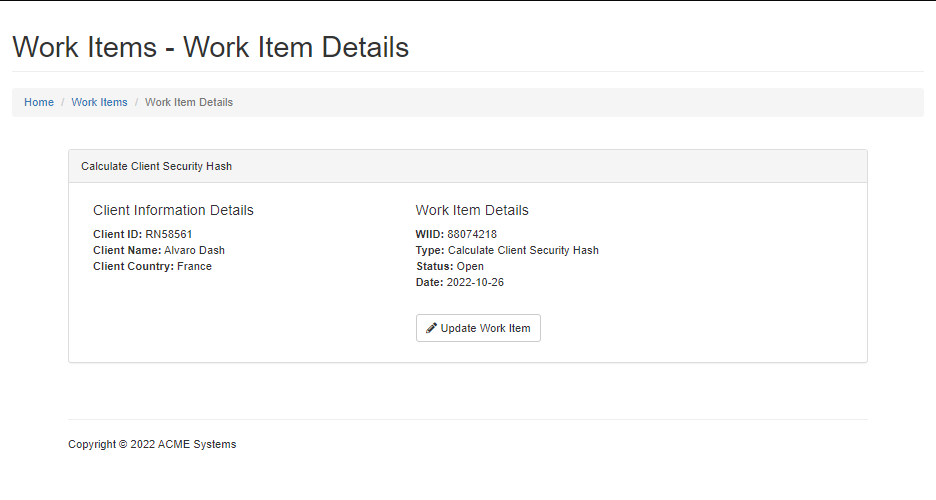 Work Items - Work Item Details
Home / Work Items / Work Item Details
Calculate Client Security Hash
Client Information Details
Client ID: RN58561
Client Name: Alvaro Dash
Client Country: France
Work Item Details
WIID: 88074218
Type: Calculate Client Security Hash
Status: Open
Date: 2022-10-26
Update Work Item
Copyright © 2022 ACME Systems